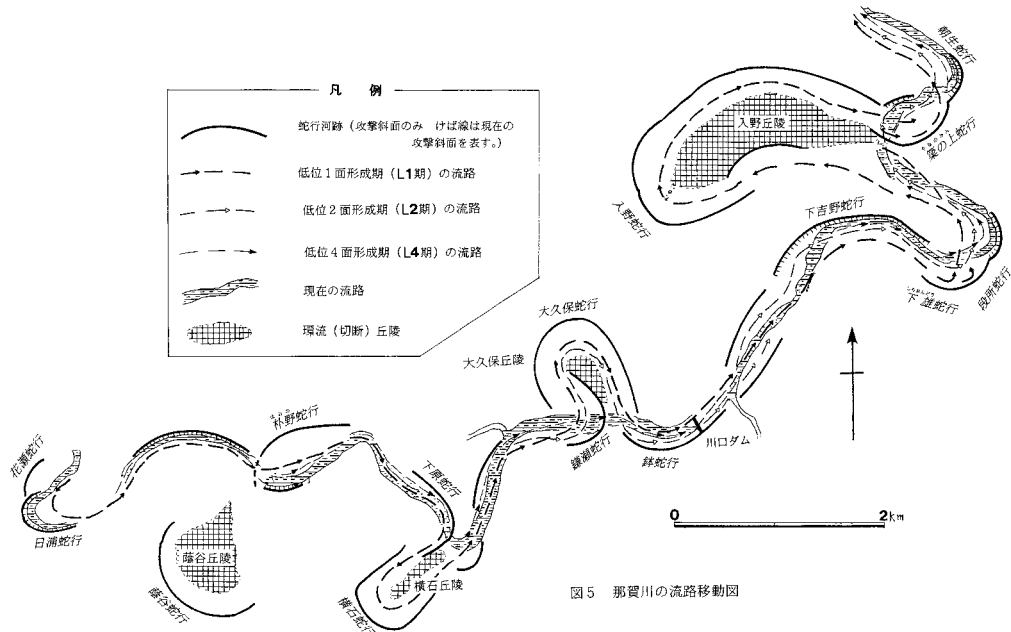 凡 例
蛇行河跡(攻撃斜面のみ けば線は現在の
攻撃斜面を表す。)
低位1面形成期(L1期)の流路
低位2面形成期(L2期)の流路
低位4面形成期(L4期)の流路
現在の流路
環流(切断)丘陵
朝生蛇行
入野丘陵
簗の上蛇行
入野蛇行
下吉野蛇行
段所蛇行
下雄蛇行
大久保蛇行
大久保丘陵
朴野蛇行
花瀬蛇行
下原蛇行
鎌瀬蛇行
鉢蛇行
川口ダム
日浦蛇行
蔭谷丘陵
横石丘陵
蔭谷蛇行
横石蛇行
0 2km
図5 那賀川の流路移動図